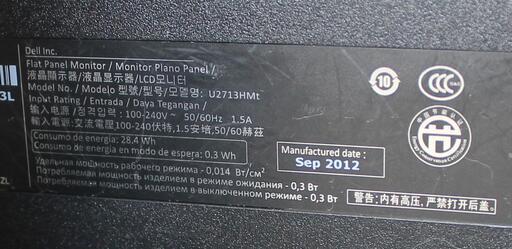 Dell Inc.
Flat Panel Monitor / Monitor Plano Panel /
液晶顯示器/液晶显示器/LCD모니터
Model No. / Modelo 型號/型号/모델명: U2713HMt
Input Rating / Entrada / Daya Tegangan /
输入电源 /정격입력: 100-240V~ 50/60Hz 1.5A
輸入電源:交流電壓100-240伏特,1.5安培,50/60赫茲
Consumo de energía: 28.4 Wh
Consumo de energía en modo de espera: 0.3 Wh
Удельная мощность рабочего режима - 0,014 Вт/см²
Потребляемая мощность изделием в режиме ожидания - 0,3 Вт
Потребляемая мощность изделием в выключенном режиме - 0,3 Вт
3L
ZL
10
CCC
Manufactured date:
Sep 2012
警告:内有高压,严禁打开后盖。